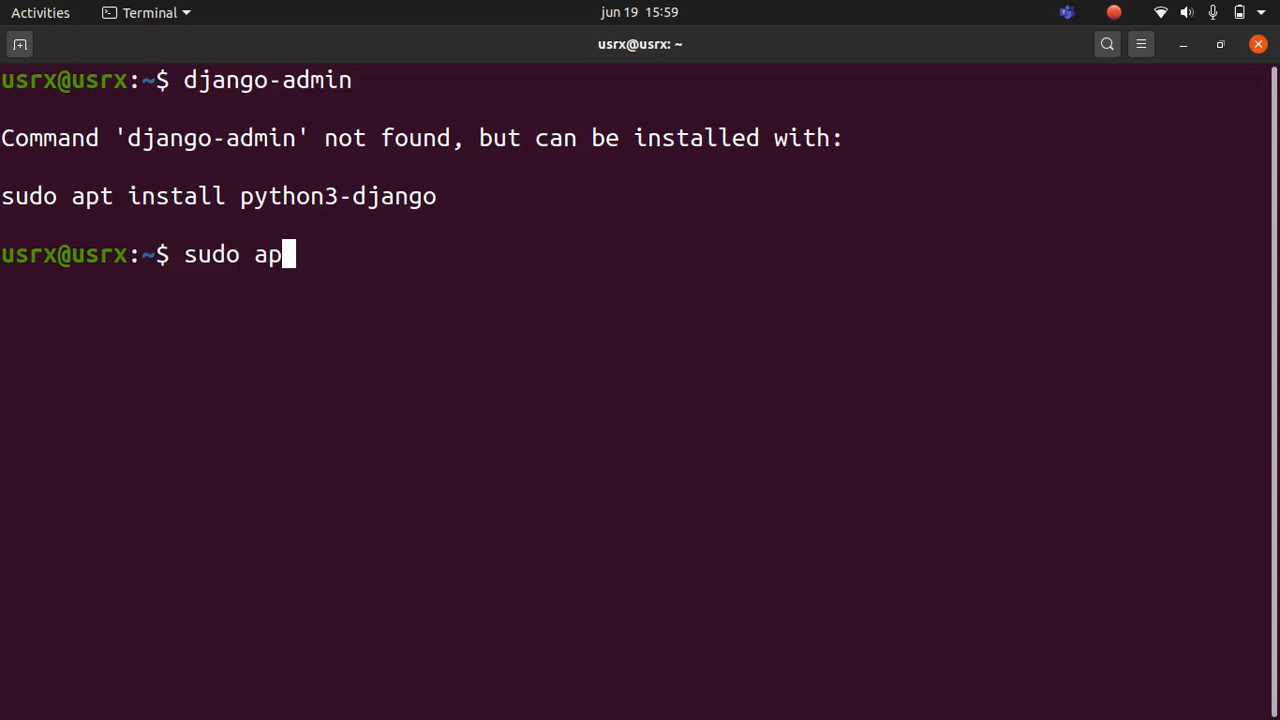 Activities Terminal jun 19 15:59
usrx@usrx: ~
usrx@usrx:~$ django-admin
Command 'django-admin' not found, but can be installed with:
sudo apt install python3-django
usrx@usrx:~$ sudo ap